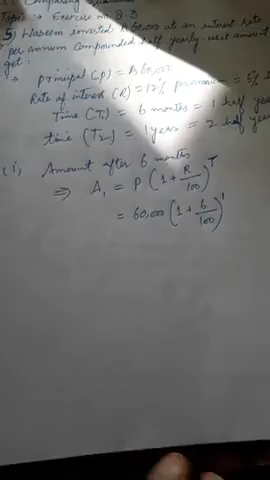 Comparing
Topic :- Exercise No. 8.3
5) Waseem invested ₨ 60,000 at an interest rate
per annum compounded half yearly. what amount
get :
⇒ principal (P) = ₨ 60,000
Rate of interest (R) = 12% per annum = 6%
Time (T₁) = 6 months = 1 half
time (T₂) = 1 year = 2 half
(i) Amount after 6 months
⇒ A₁ = P (1 + R/100)ᵀ
= 60,000 (1 + 6/100)¹